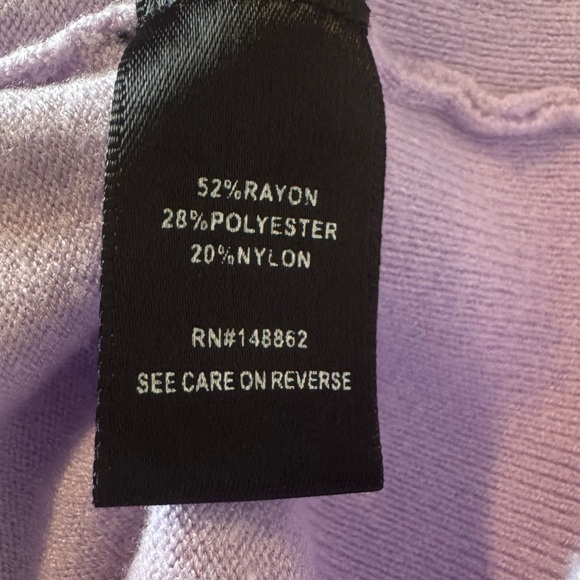 52%RAYON
28%POLYESTER
20%NYLON
RN#148862
SEE CARE ON REVERSE